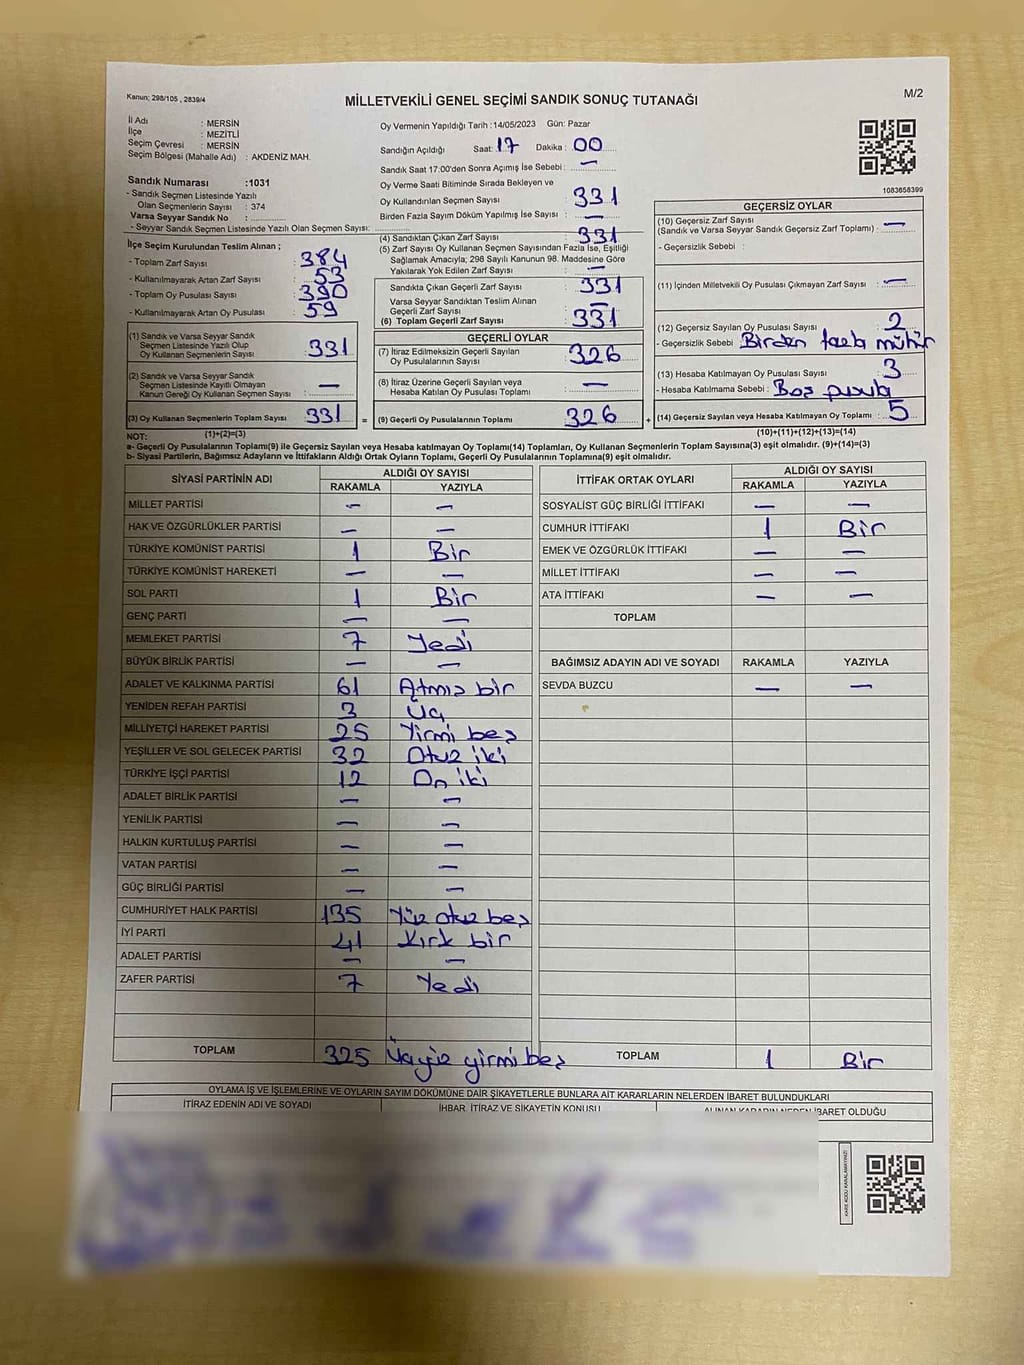 Kanun; 298/105 , 2839/4
M/2
MİLLETVEKİLİ GENEL SEÇİMİ SANDIK SONUÇ TUTANAĞI
İl Adı : MERSİN
İlçe : MEZİTLİ
Seçim Çevresi : MERSİN
Seçim Bölgesi (Mahalle Adı) : AKDENİZ MAH.
Sandık Numarası :1031
- Sandık Seçmen Listesinde Yazılı
Olan Seçmenlerin Sayısı : 374
Varsa Seyyar Sandık No : ..............
- Seyyar Sandık Seçmen Listesinde Yazılı Olan Seçmen Sayısı: ..............
Oy Vermenin Yapıldığı Tarih :14/05/2023 Gün: Pazar
Sandığın Açıldığı Saat: 17 Dakika : 00
Sandık Saat 17:00'den Sonra Açımış İse Sebebi : —
Oy Verme Saati Bitiminde Sırada Bekleyen ve
Oy Kullandırılan Seçmen Sayısı : 331
Birden Fazla Sayım Döküm Yapılmış İse Sayısı : —
1083658399
İlçe Seçim Kurulundan Teslim Alınan ;
- Toplam Zarf Sayısı : 384
- Kullanılmayarak Artan Zarf Sayısı : 53
- Toplam Oy Pusulası Sayısı : 390
- Kullanılmayarak Artan Oy Pusulası : 59
(1) Sandık ve Varsa Seyyar Sandık
Seçmen Listesinde Yazılı Olup
Oy Kullanan Seçmenlerin Sayısı : 331
(2) Sandık ve Varsa Seyyar Sandık
Seçmen Listesinde Kayıtlı Olmayan
Kanun Gereği Oy Kullanan Seçmen Sayısı : —
(3) Oy Kullanan Seçmenlerin Toplam Sayısı : 331 =
(4) Sandıktan Çıkan Zarf Sayısı : 331
(5) Zarf Sayısı Oy Kullanan Seçmen Sayısından Fazla İse, Eşitliği
Sağlamak Amacıyla; 298 Sayılı Kanunun 98. Maddesine Göre
Yakılarak Yok Edilen Zarf Sayısı : —
Sandıkta Çıkan Geçerli Zarf Sayısı : 331
Varsa Seyyar Sandıktan Teslim Alınan
Geçerli Zarf Sayısı : —
(6) Toplam Geçerli Zarf Sayısı : 331
GEÇERLİ OYLAR
(7) İtiraz Edilmeksizin Geçerli Sayılan
Oy Pusulalarının Sayısı : 326
(8) İtiraz Üzerine Geçerli Sayılan veya
Hesaba Katılan Oy Pusulası Sayısı : —
(9) Geçerli Oy Pusulalarının Toplamı : 326 +
GEÇERSİZ OYLAR
(10) Geçersiz Zarf Sayısı
(Sandık ve Varsa Seyyar Sandık Geçersiz Zarf Toplamı) : —
- Geçersizlik Sebebi :
(11) İçinden Milletvekili Oy Pusulası Çıkmayan Zarf Sayısı : —
(12) Geçersiz Sayılan Oy Pusulası Sayısı : 2
- Geçersizlik Sebebi : Birden fazla mühür
(13) Hesaba Katılmayan Oy Pusulası Sayısı : 3
- Hesaba Katılmama Sebebi : Boş pusula
(14) Geçersiz Sayılan veya Hesaba Katılmayan Oy Toplamı : 5
NOT: (1)+(2)=(3) (10)+(11)+(12)+(13)=(14)
a- Geçerli Oy Pusulalarının Toplamı(9) ile Geçersiz Sayılan veya Hesaba katılmayan Oy Toplamı(14) Toplamları, Oy Kullanan Seçmenlerin Toplam Sayısına(3) eşit olmalıdır. (9)+(14)=(3)
b- Siyasi Partilerin, Bağımsız Adayların ve İttifakların Aldığı Ortak Oyların Toplamı, Geçerli Oy Pusulalarının Toplamına(9) eşit olmalıdır.
SİYASİ PARTİNİN ADI ALDIĞI OY SAYISI
RAKAMLA YAZIYLA
MİLLET PARTİSİ — —
HAK VE ÖZGÜRLÜKLER PARTİSİ — —
TÜRKİYE KOMÜNİST PARTİSİ 1 Bir
TÜRKİYE KOMÜNİST HAREKETİ — —
SOL PARTİ 1 Bir
GENÇ PARTİ — —
MEMLEKET PARTİSİ 7 Yedi
BÜYÜK BİRLİK PARTİSİ — —
ADALET VE KALKINMA PARTİSİ 61 Atmış bir
YENİDEN REFAH PARTİSİ 3 Üç
MİLLİYETÇİ HAREKET PARTİSİ 25 Yirmi beş
YEŞİLLER VE SOL GELECEK PARTİSİ 32 Otuz iki
TÜRKİYE İŞÇİ PARTİSİ 12 On iki
ADALET BİRLİK PARTİSİ — —
YENİLİK PARTİSİ — —
HALKIN KURTULUŞ PARTİSİ — —
VATAN PARTİSİ — —
GÜÇ BİRLİĞİ PARTİSİ — —
CUMHURİYET HALK PARTİSİ 135 Yüz otuz beş
İYİ PARTİ 41 Kırk bir
ADALET PARTİSİ — —
ZAFER PARTİSİ 7 Yedi
TOPLAM 325 Üçyüz yirmi beş
İTTİFAK ORTAK OYLARI ALDIĞI OY SAYISI
RAKAMLA YAZIYLA
SOSYALİST GÜÇ BİRLİĞİ İTTİFAKI — —
CUMHUR İTTİFAKI 1 Bir
EMEK VE ÖZGÜRLÜK İTTİFAKI — —
MİLLET İTTİFAKI — —
ATA İTTİFAKI — —
TOPLAM
BAĞIMSIZ ADAYIN ADI VE SOYADI RAKAMLA YAZIYLA
SEVDA BUZCU — —
TOPLAM 1 Bir
OYLAMA İŞ VE İŞLEMLERİNE VE OYLARIN SAYIM DÖKÜMÜNE DAİR ŞİKAYETLERLE BUNLARA AİT KARARLARIN NELERDEN İBARET BULUNDUKLARI
İTİRAZ EDENİN ADI VE SOYADI İHBAR, İTİRAZ VE ŞİKAYETİN KONUSU ALINAN KARARIN NEDEN İBARET OLDUĞU
KARE KODU KARALAMAYINIZ!